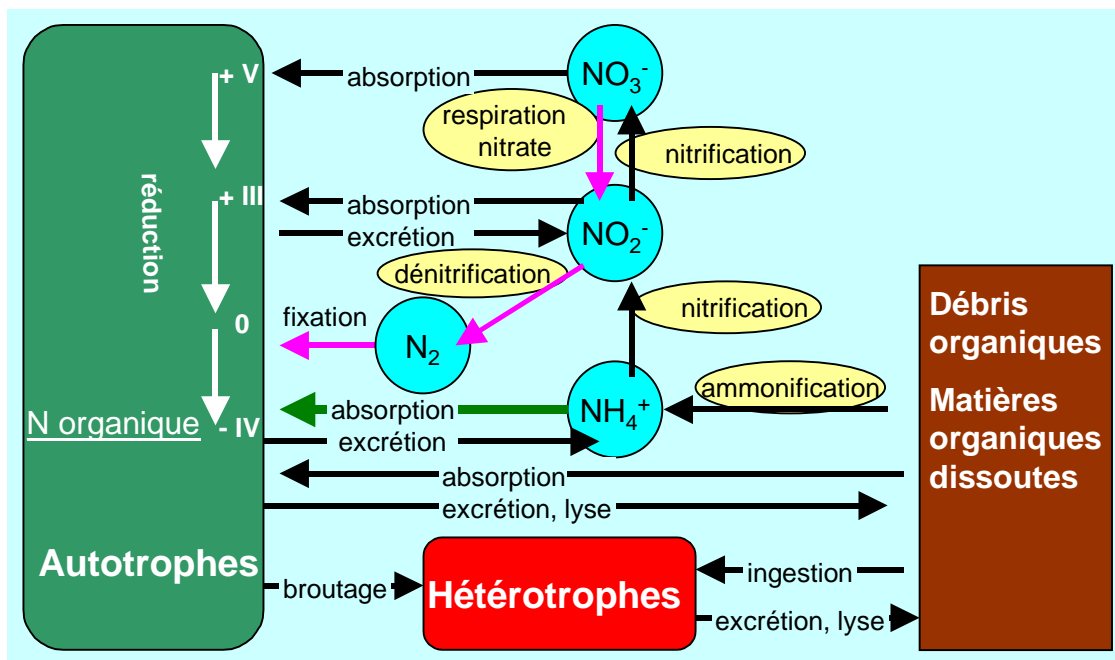 + V
absorption
NO3-
respiration
nitrate
nitrification
réduction
+ III
absorption
excrétion
NO2-
dénitrification
nitrification
0
fixation
N2
Débris
organiques
ammonification
Matières
organiques
dissoutes
N organique
- IV
absorption
NH4+
excrétion
absorption
excrétion, lyse
Autotrophes
broutage
Hétérotrophes
ingestion
excrétion, lyse